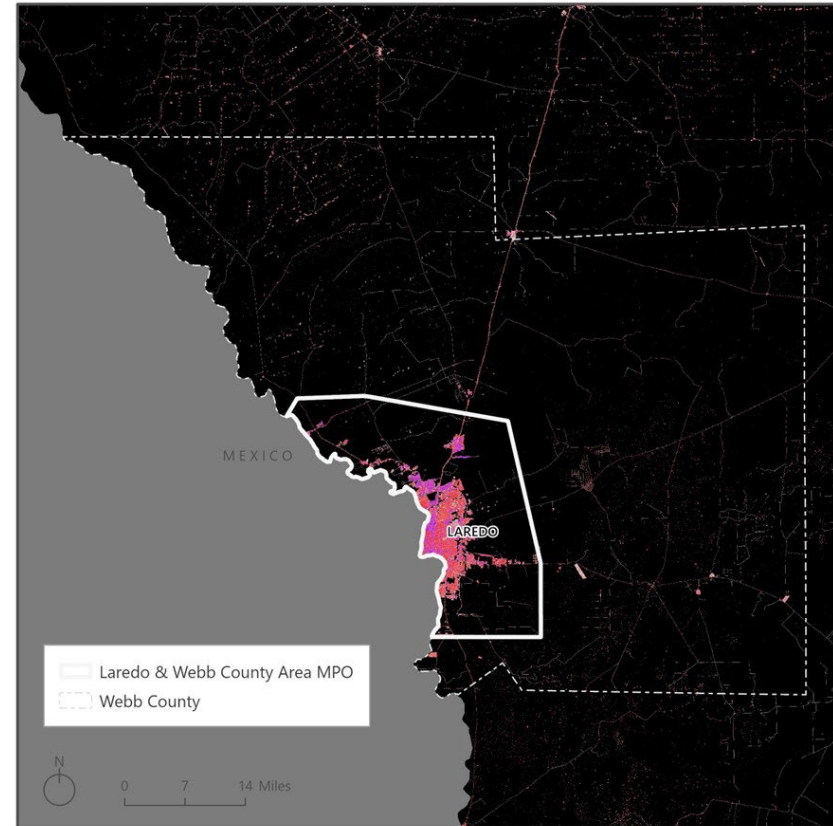 MEXICO
LAREDO
Laredo & Webb County Area MPO
Webb County
N
0 7 14 Miles